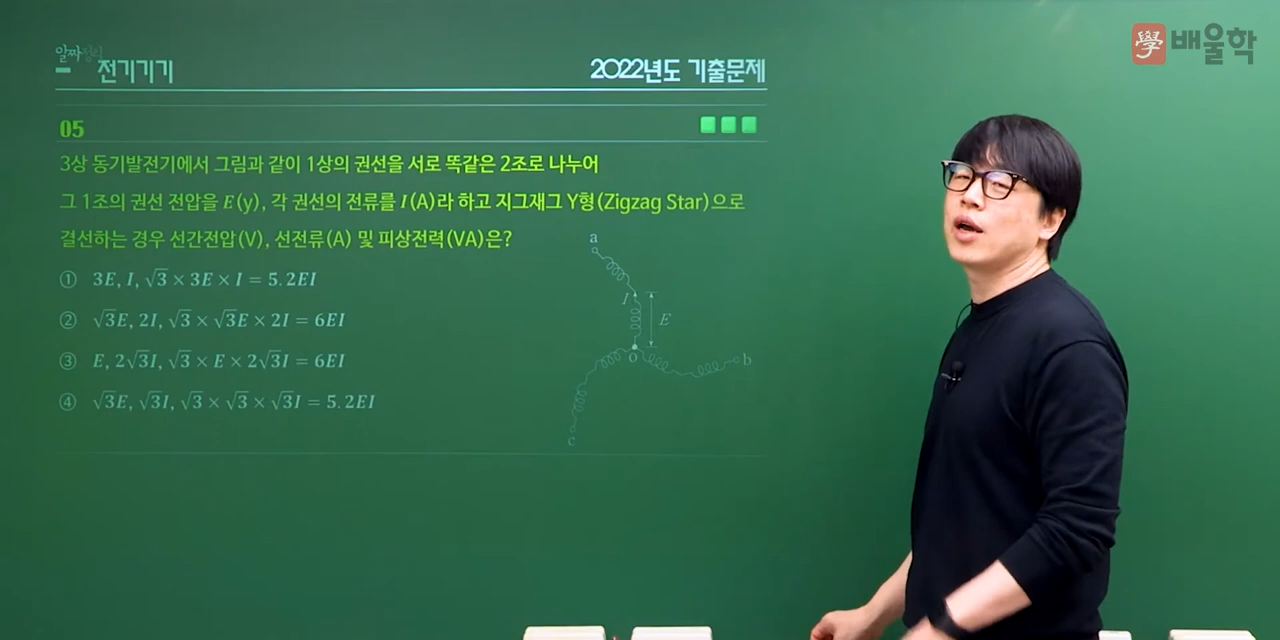 學 배울학
알짜
전기기기 2022년도 기출문제
05
3상 동기발전기에서 그림과 같이 1상의 권선을 서로 똑같은 2조로 나누어
그 1조의 권선 전압을 E(y), 각 권선의 전류를 I(A)라 하고 지그재그 Y형(Zigzag Star)으로
결선하는 경우 선간전압(V), 선전류(A) 및 피상전력(VA)은?
① 3E, I, √3 × 3E × I = 5.2EI
② √3E, 2I, √3 × √3E × 2I = 6EI
③ E, 2√3I, √3 × E × 2√3I = 6EI
④ √3E, √3I, √3 × √3 × √3I = 5.2EI
a
I
E
o
b
c